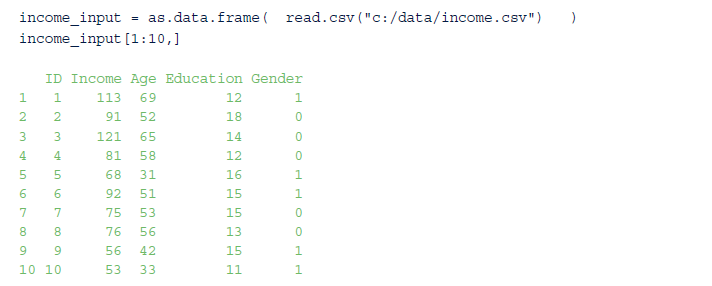 income_input = as.data.frame(  read.csv("c:/data/income.csv")   )
income_input[1:10,]
   ID Income Age Education Gender
1   1    113  69        12      1
2   2     91  52        18      0
3   3    121  65        14      0
4   4     81  58        12      0
5   5     68  31        16      1
6   6     92  51        15      1
7   7     75  53        15      0
8   8     76  56        13      0
9   9     56  42        15      1
10 10     53  33        11      1